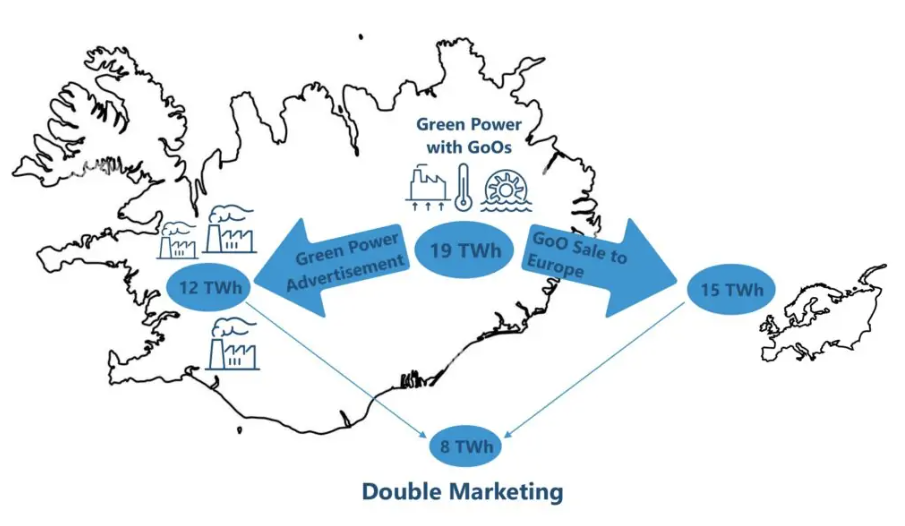 Green Power
with GoOs
Green Power
Advertisement
19 TWh
GoO Sale to
Europe
12 TWh
15 TWh
8 TWh
Double Marketing